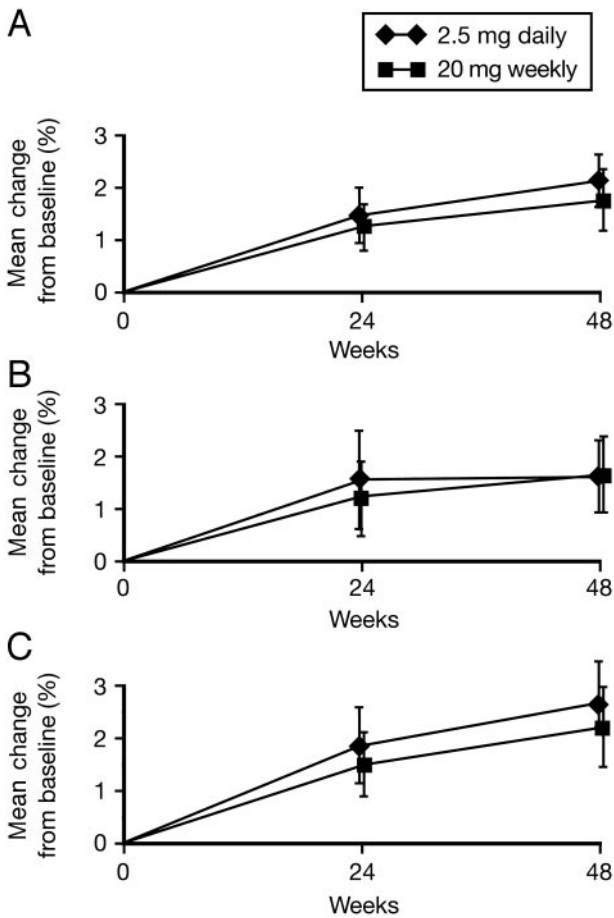 A
2.5 mg daily
20 mg weekly
Mean change
from baseline (%)
3
2
1
0
0
24
48
Weeks
B
Mean change
from baseline (%)
3
2
1
0
0
24
48
Weeks
C
Mean change
from baseline (%)
3
2
1
0
0
24
48
Weeks